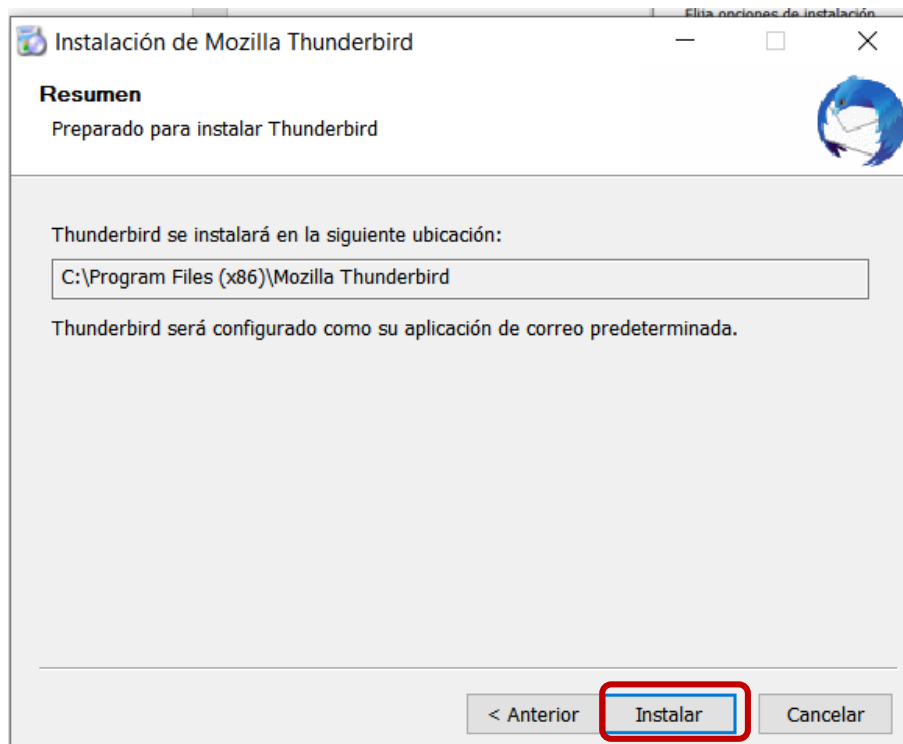 Elija opciones de instalación
Instalación de Mozilla Thunderbird
Resumen
Preparado para instalar Thunderbird
Thunderbird se instalará en la siguiente ubicación:
C:\Program Files (x86)\Mozilla Thunderbird
Thunderbird será configurado como su aplicación de correo predeterminada.
< Anterior
Instalar
Cancelar